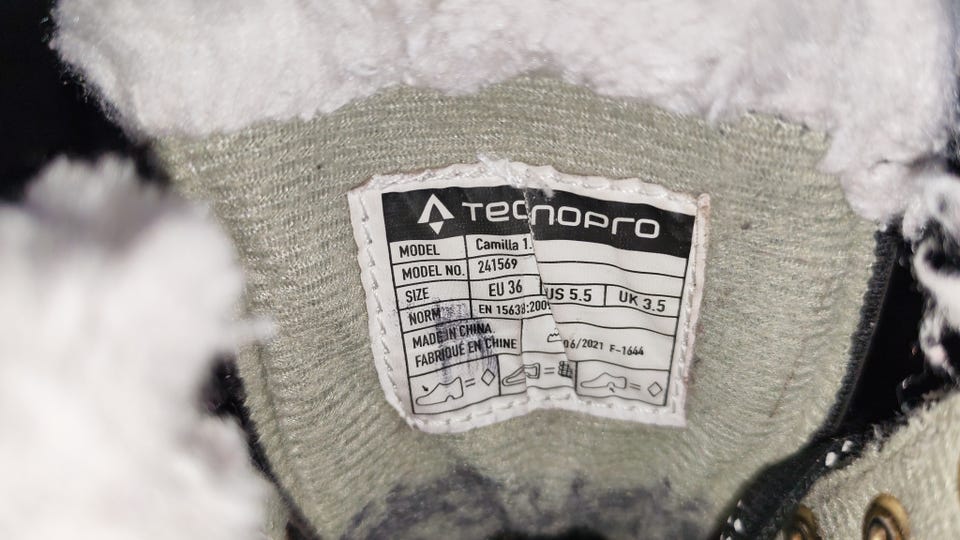 TECNOPRO
MODEL Camilla 1.
MODEL NO. 241569
SIZE EU 36 US 5.5 UK 3.5
NORM EN 15638:200
MADE IN CHINA
FABRIQUÉ EN CHINE 06/2021 F-1644